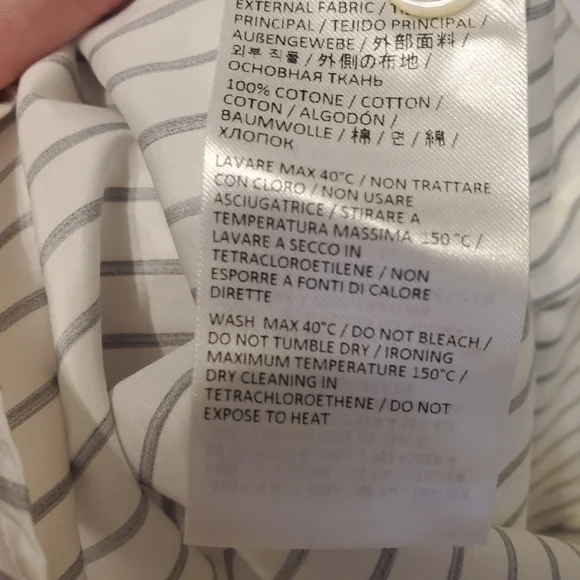 EXTERNAL FABRIC /
PRINCIPAL / TEJIDO PRINCIPAL /
AUßENGEWEBE / 外部面料 /
외부 직물 / 外側の布地 /
ОСНОВНАЯ ТКАНЬ
100% COTONE / COTTON /
COTON / ALGODÓN /
BAUMWOLLE / 棉 / 면 / 綿 /
ХЛОПОК
LAVARE MAX 40°C / NON TRATTARE
CON CLORO / NON USARE
ASCIUGATRICE / STIRARE A
TEMPERATURA MASSIMA 150°C /
LAVARE A SECCO IN
TETRACLOROETILENE / NON
ESPORRE A FONTI DI CALORE
DIRETTE
WASH MAX 40°C / DO NOT BLEACH /
DO NOT TUMBLE DRY / IRONING
MAXIMUM TEMPERATURE 150°C /
DRY CLEANING IN
TETRACHLOROETHENE / DO NOT
EXPOSE TO HEAT